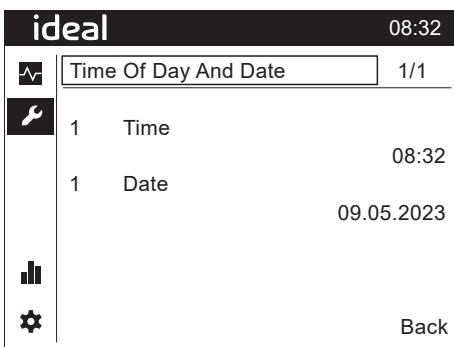 ideal 08:32
Time Of Day And Date 1/1
1 Time
08:32
1 Date
09.05.2023
Back